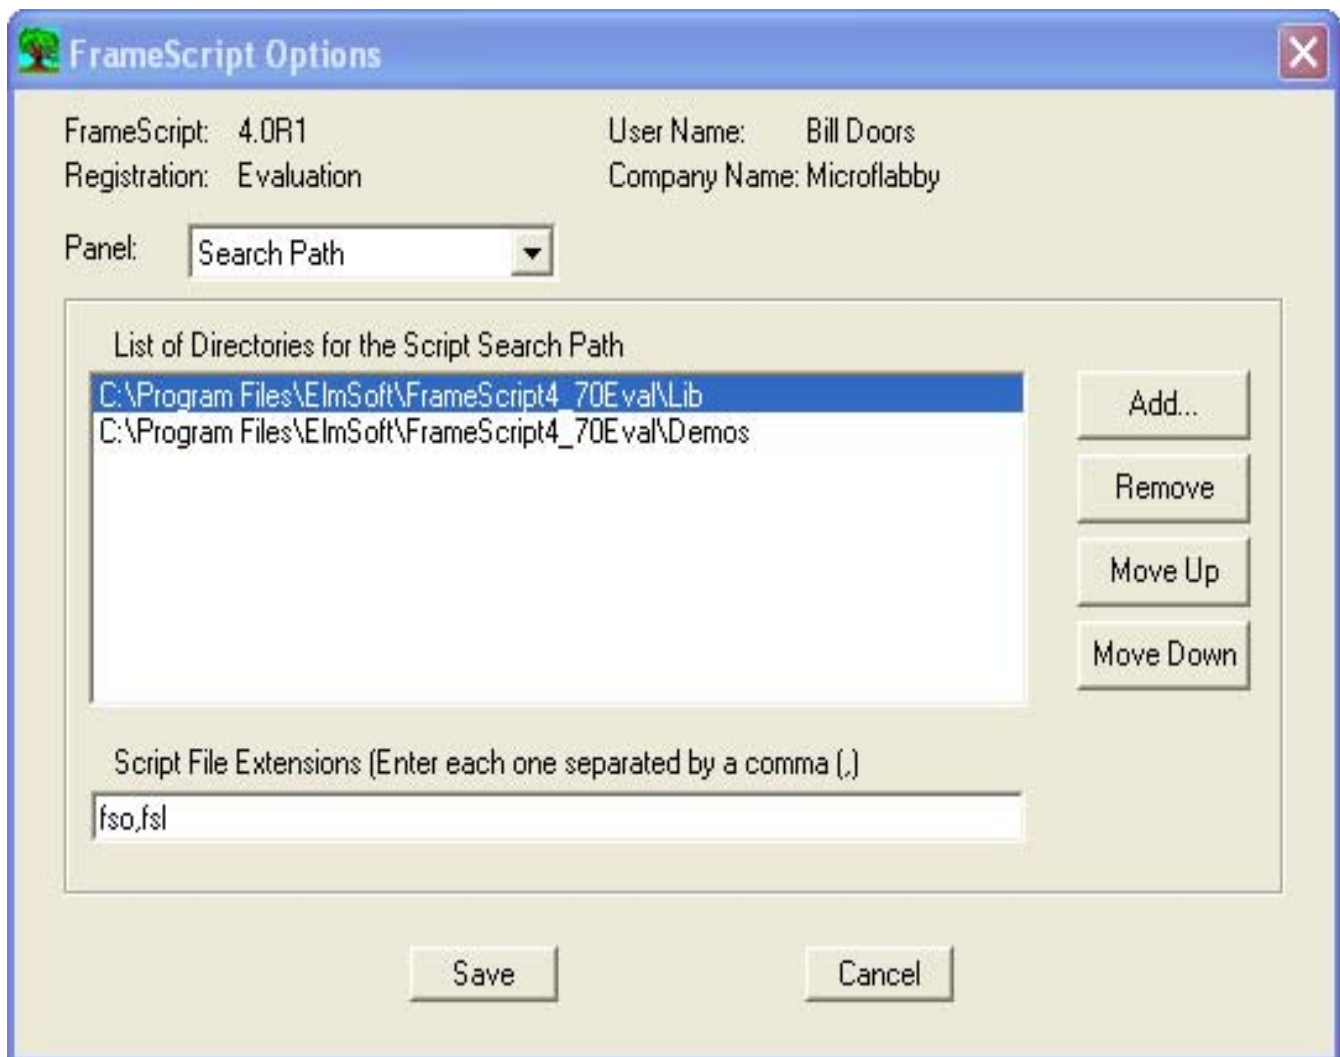 FrameScript Options
FrameScript: 4.0R1
User Name: Bill Doors
Registration: Evaluation
Company Name: Microflabby
Panel: Search Path
List of Directories for the Script Search Path
C:\Program Files\ElmSoft\FrameScript4_70Eval\Lib
C:\Program Files\ElmSoft\FrameScript4_70Eval\Demos
Add...
Remove
Move Up
Move Down
Script File Extensions (Enter each one separated by a comma (,)
fso,fsl
Save
Cancel